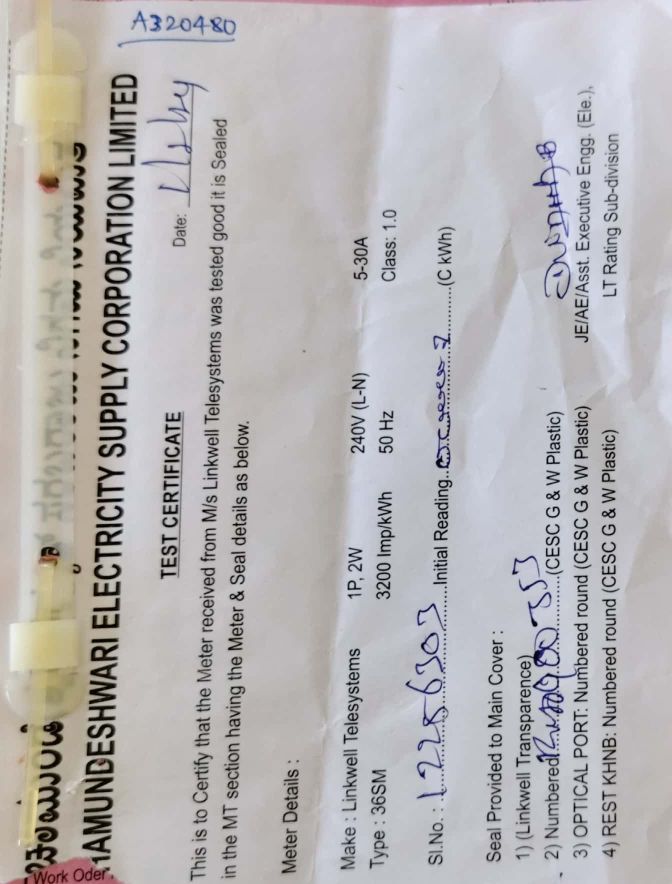 A320480
AMUNDESHWARI ELECTRICITY SUPPLY CORPORATION LIMITED
Work Oder
TEST CERTIFICATE
Date:
This is to Certify that the Meter received from M/s Linkwell Telesystems was tested good it is Sealed
in the MT section having the Meter & Seal details as below.
Meter Details :
Make : Linkwell Telesystems 1P, 2W 240V (L-N) 5-30A
Type : 36SM 3200 Imp/kWh 50 Hz Class: 1.0
Sl.No. : 12286303 Initial Reading (C kWh)
Seal Provided to Main Cover :
1) (Linkwell Transparence)
2) Numbered (CESC G & W Plastic)
3) OPTICAL PORT: Numbered round (CESC G & W Plastic)
4) REST KHNB: Numbered round (CESC G & W Plastic)
JE/AE/Asst. Executive Engg. (Ele.),
LT Rating Sub-division